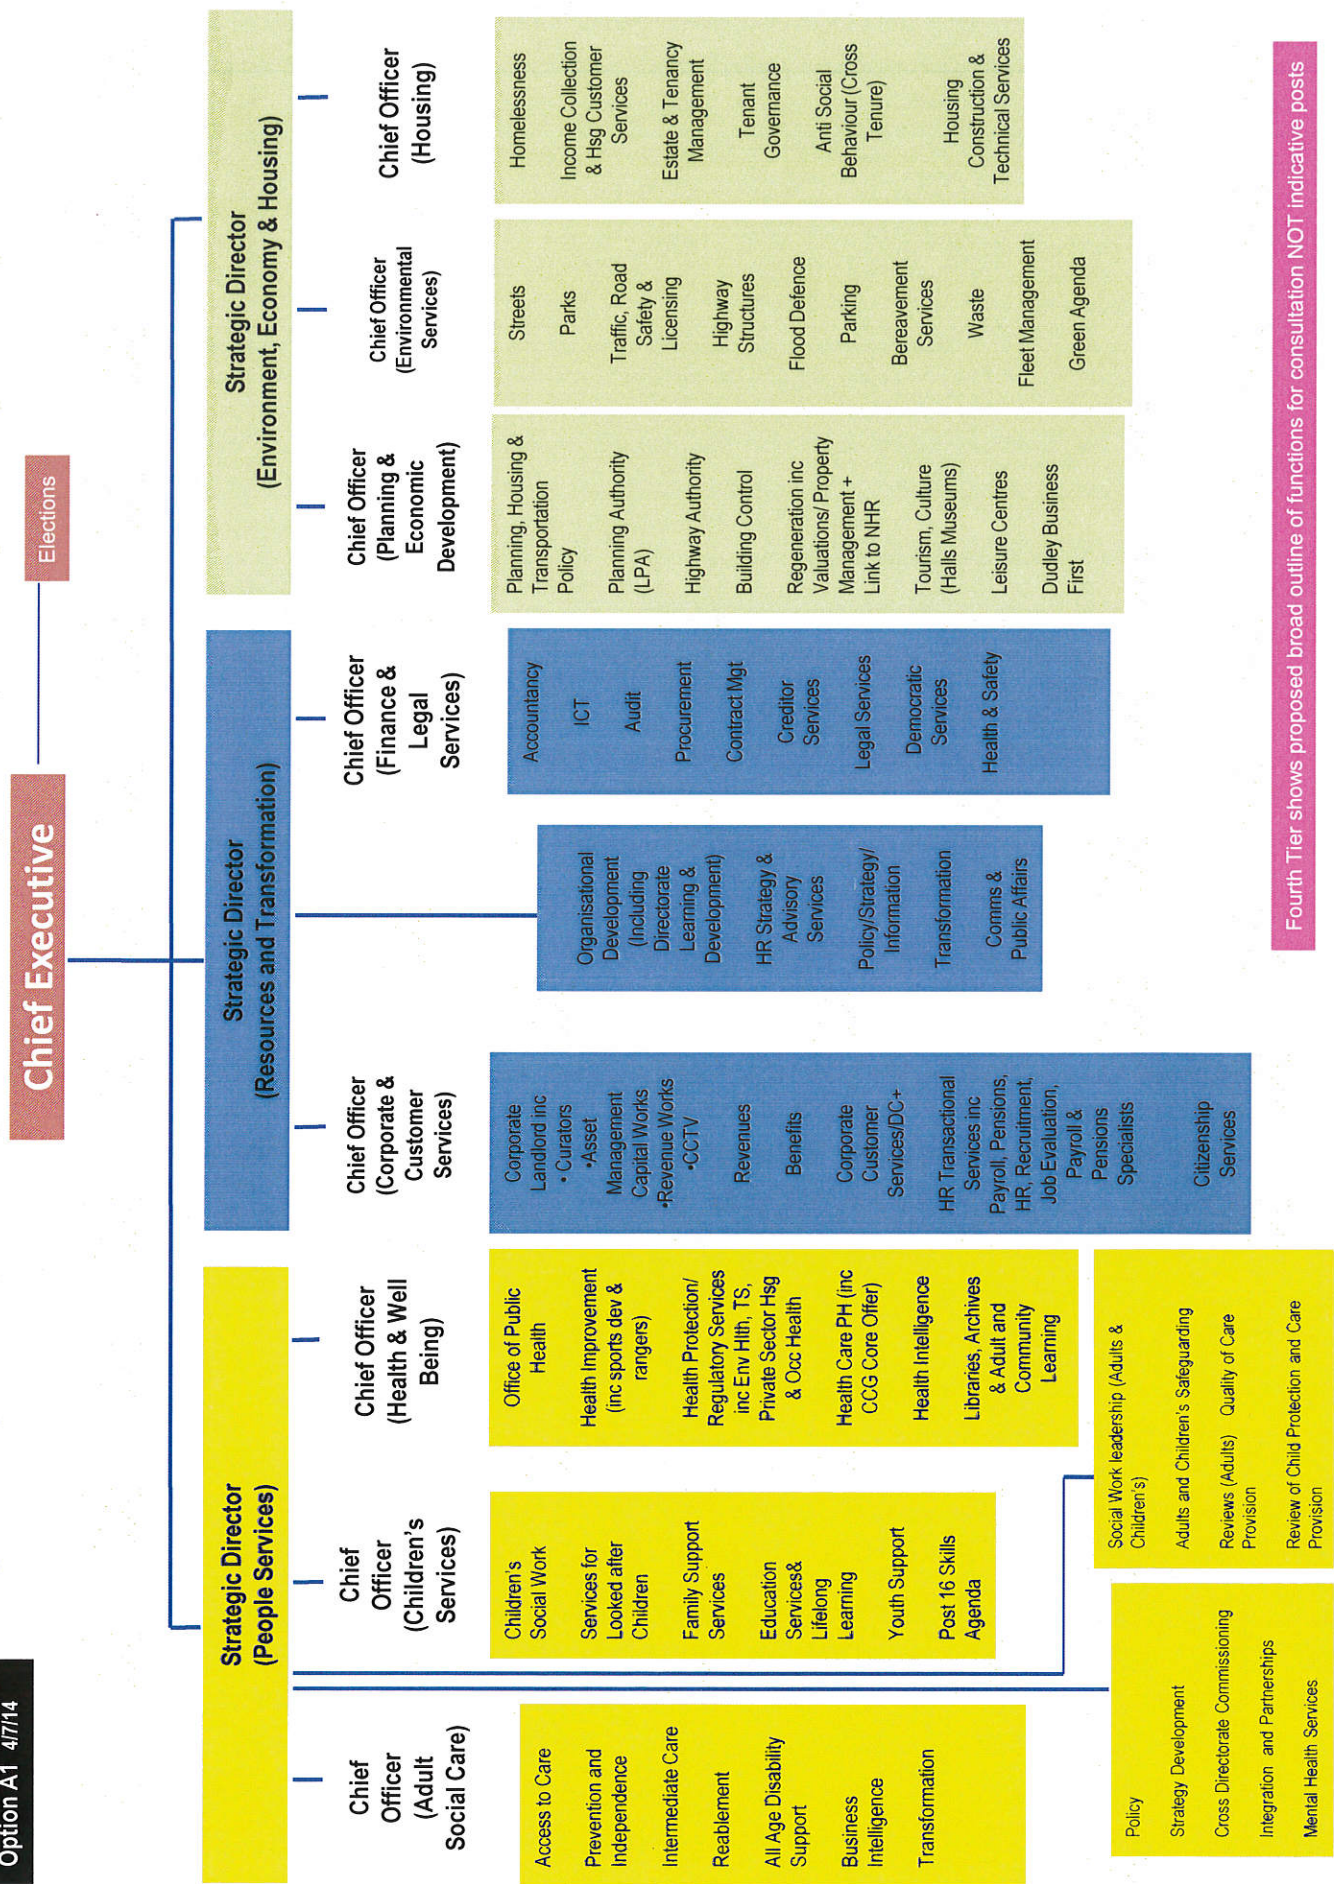 Option A1 4/7/14
Chief Executive
Elections
Strategic Director
(People Services)
Strategic Director
(Resources and Transformation)
Strategic Director
(Environment, Economy & Housing)
Chief
Officer
(Adult
Social Care)
Access to Care
Prevention and
Independence
Intermediate Care
Reablement
All Age Disability
Support
Business
Intelligence
Transformation
Chief
Officer
(Children's
Services)
Children's
Social Work
Services for
Looked after
Children
Family Support
Services
Education
Services&
Lifelong
Learning
Youth Support
Post 16 Skills
Agenda
Chief Officer
(Health & Well
Being)
Office of Public
Health
Health Improvement
(inc sports dev &
rangers)
Health Protection/
Regulatory Services
inc Env Hlth, TS,
Private Sector Hsg
& Occ Health
Health Care PH (inc
CCG Core Offer)
Health Intelligence
Libraries, Archives
& Adult and
Community
Learning
Policy
Strategy Development
Cross Directorate Commissioning
Integration and Partnerships
Mental Health Services
Social Work leadership (Adults &
Children's)
Adults and Children's Safeguarding
Reviews (Adults) Quality of Care
Provision
Review of Child Protection and Care
Provision
Chief Officer
(Corporate &
Customer
Services)
Corporate
Landlord inc
•Curators
•Asset
Management
Capital Works
•Revenue Works
•CCTV
Revenues
Benefits
Corporate
Customer
Services/DC+
HR Transactional
Services inc
Payroll, Pensions,
HR, Recruitment,
Job Evaluation,
Payroll &
Pensions
Specialists
Citizenship
Services
Organisational
Development
(Including
Directorate
Learning &
Development)
HR Strategy &
Advisory
Services
Policy/Strategy/
Information
Transformation
Comms &
Public Affairs
Chief Officer
(Finance &
Legal
Services)
Accountancy
ICT
Audit
Procurement
Contract Mgt
Creditor
Services
Legal Services
Democratic
Services
Health & Safety
Chief Officer
(Planning &
Economic
Development)
Planning, Housing &
Transportation
Policy
Planning Authority
(LPA)
Highway Authority
Building Control
Regeneration inc
Valuations/ Property
Management +
Link to NHR
Tourism, Culture
(Halls Museums)
Leisure Centres
Dudley Business
First
Chief Officer
(Environmental
Services)
Streets
Parks
Traffic, Road
Safety &
Licensing
Highway
Structures
Flood Defence
Parking
Bereavement
Services
Waste
Fleet Management
Green Agenda
Chief Officer
(Housing)
Homelessness
Income Collection
& Hsg Customer
Services
Estate & Tenancy
Management
Tenant
Governance
Anti Social
Behaviour (Cross
Tenure)
Housing
Construction &
Technical Services
Fourth Tier shows proposed broad outline of functions for consultation NOT indicative posts